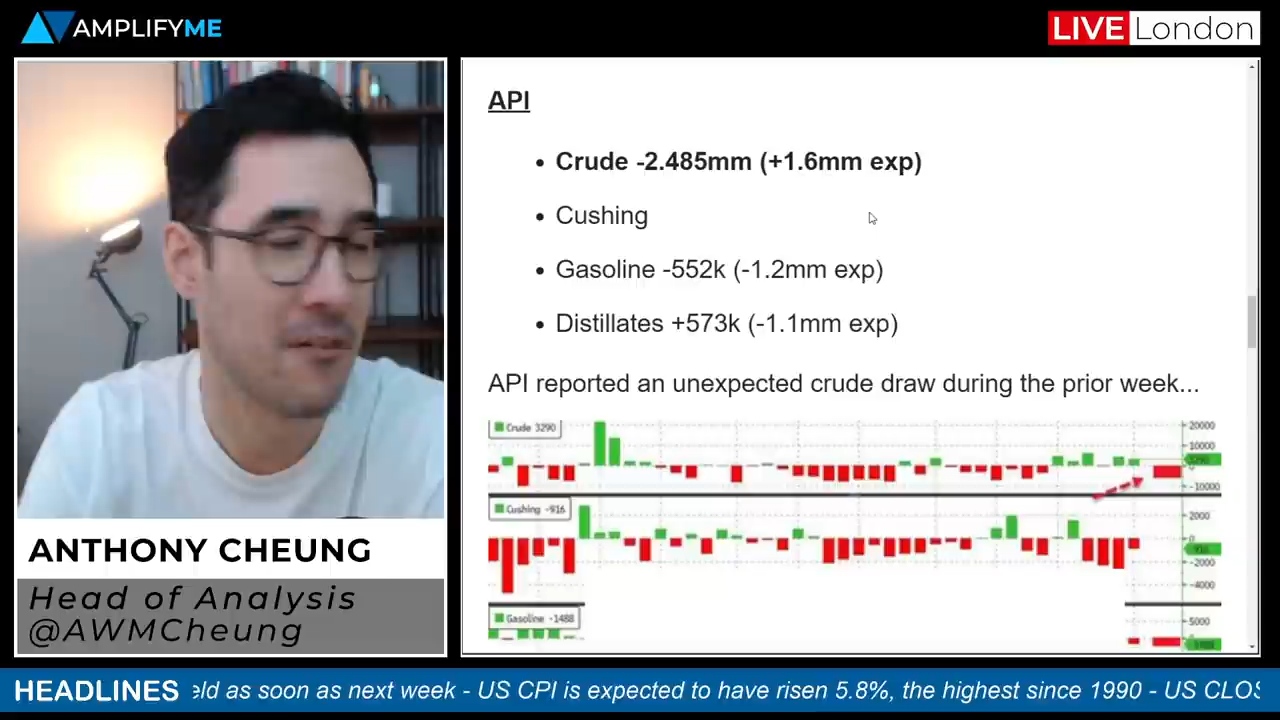 AMPLIFYME
LIVE London
API
• Crude -2.485mm (+1.6mm exp)
• Cushing
• Gasoline -552k (-1.2mm exp)
• Distillates +573k (-1.1mm exp)
API reported an unexpected crude draw during the prior week...
Crude 3290
20000
10000
3290
-10000
Cushing -916
2000
0
-916
-2000
-4000
Gasoline -1488
5000
ANTHONY CHEUNG
Head of Analysis
@AWMCheung
HEADLINES eld as soon as next week - US CPI is expected to have risen 5.8%, the highest since 1990 - US CLOS